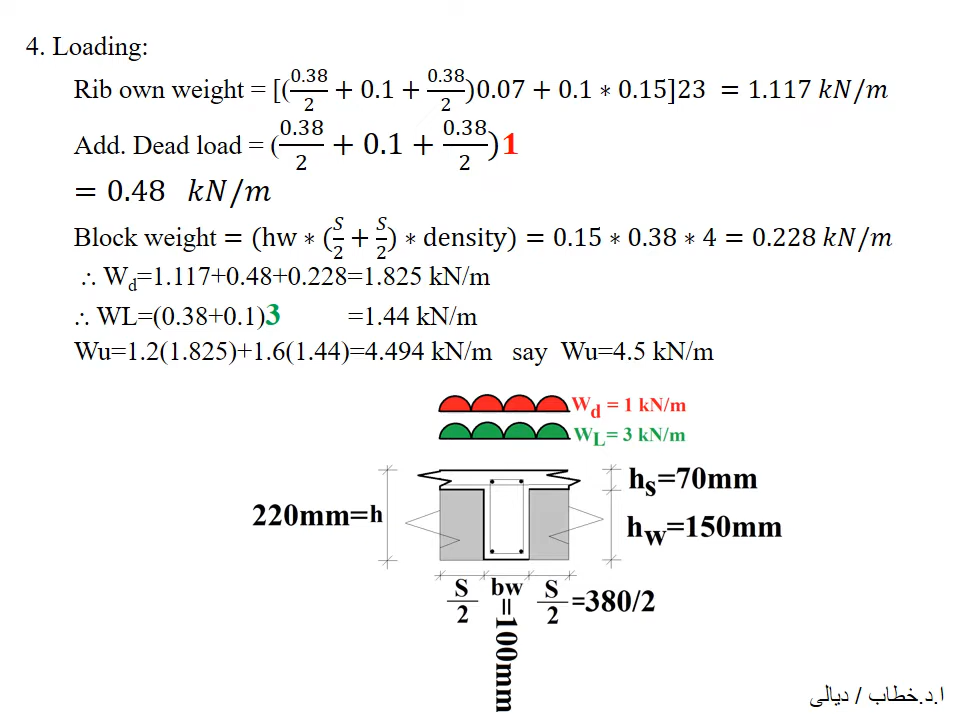 4. Loading:
Rib own weight = [(0.38/2 + 0.1 + 0.38/2)0.07 + 0.1 ∗ 0.15]23 = 1.117 kN/m
Add. Dead load = (0.38/2 + 0.1 + 0.38/2)1
= 0.48 kN/m
Block weight = (hw ∗ (S/2 + S/2) ∗ density) = 0.15 ∗ 0.38 ∗ 4 = 0.228 kN/m
∴ Wd=1.117+0.48+0.228=1.825 kN/m
∴ WL=(0.38+0.1)3 =1.44 kN/m
Wu=1.2(1.825)+1.6(1.44)=4.494 kN/m say Wu=4.5 kN/m
Wd = 1 kN/m
WL= 3 kN/m
hs=70mm
220mm=h
hw=150mm
S/2 bw S/2 =380/2
=100mm
ا.د.خطاب / ديالى